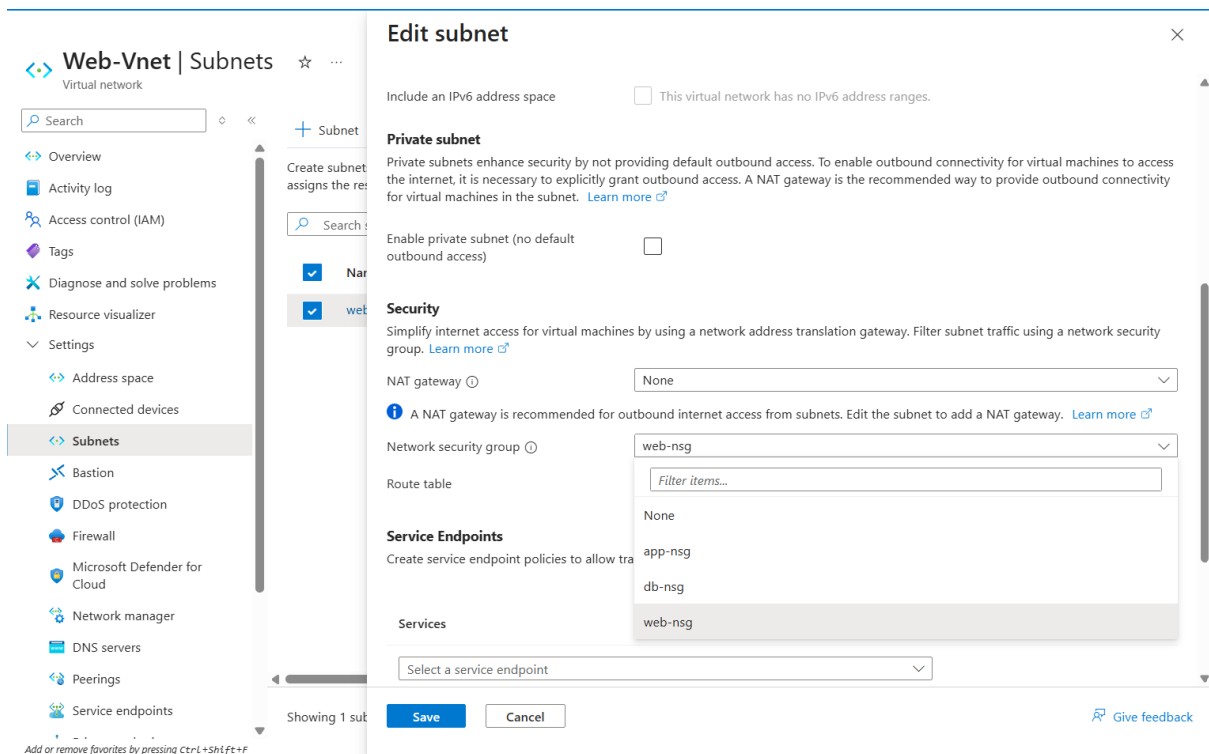 Web-Vnet | Subnets
Virtual network
Search
Overview
Activity log
Access control (IAM)
Tags
Diagnose and solve problems
Resource visualizer
Settings
Address space
Connected devices
Subnets
Bastion
DDoS protection
Firewall
Microsoft Defender for
Cloud
Network manager
DNS servers
Peerings
Service endpoints
Add or remove favorites by pressing Ctrl+Shift+F
Subnet
Create subnet
assigns the
Search
web
Showing 1
Edit subnet
Include an IPv6 address space
This virtual network has no IPv6 address ranges.
Private subnet
Private subnets enhance security by not providing default outbound access. To enable outbound connectivity for virtual machines to access
the internet, it is necessary to explicitly grant outbound access. A NAT gateway is the recommended way to provide outbound connectivity
for virtual machines in the subnet. Learn more
Enable private subnet (no default
outbound access)
Security
Simplify internet access for virtual machines by using a network address translation gateway. Filter subnet traffic using a network security
group. Learn more
NAT gateway
None
A NAT gateway is recommended for outbound internet access from subnets. Edit the subnet to add a NAT gateway. Learn more
Network security group
web-nsg
Filter items...
None
app-nsg
db-nsg
web-nsg
Route table
Service Endpoints
Create service endpoint policies to allow
Services
Select a service endpoint
Save
Cancel
Give feedback